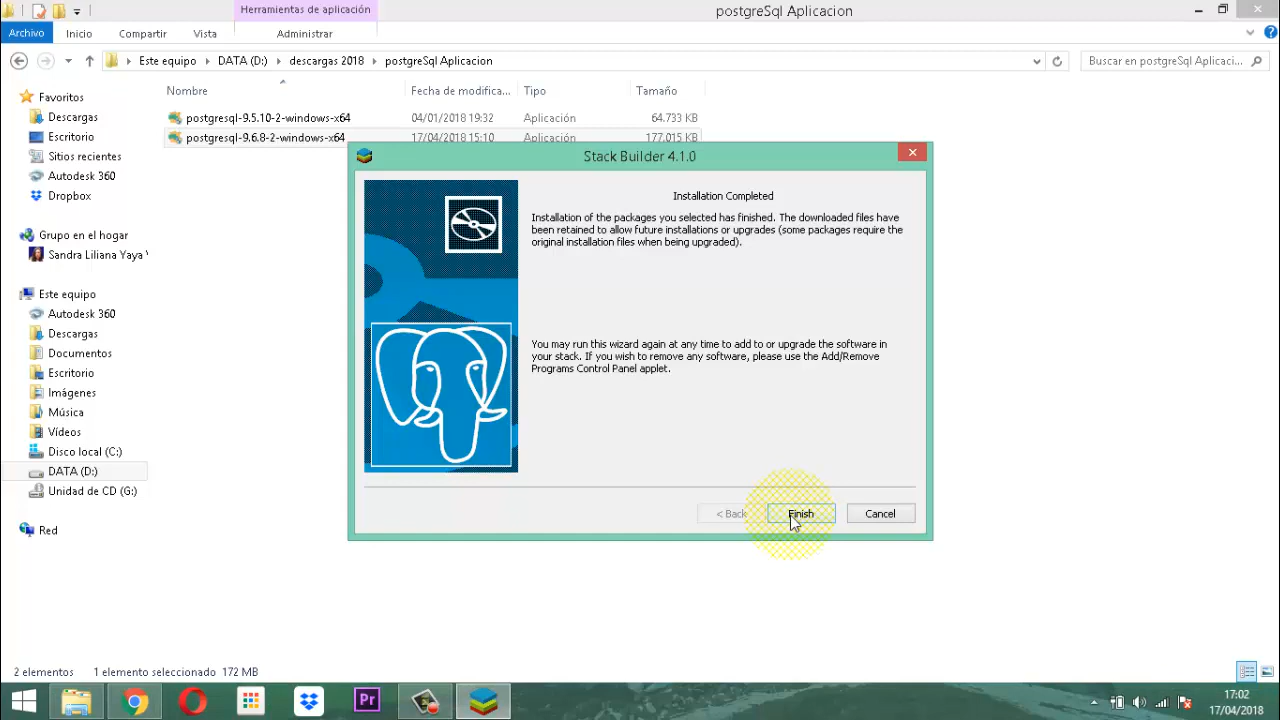 Herramientas de aplicación
postgreSql Aplicacion
Archivo
Inicio
Compartir
Vista
Administrar
Este equipo
DATA (D:)
descargas 2018
postgreSql Aplicacion
Buscar en postgreSql Aplicaci...
Nombre
Fecha de modifica...
Tipo
Tamaño
Favoritos
Descargas
Escritorio
Sitios recientes
Autodesk 360
Dropbox
Grupo en el hogar
Sandra Liliana Yaya
Este equipo
Autodesk 360
Descargas
Documentos
Escritorio
Imágenes
Música
Vídeos
Disco local (C:)
DATA (D:)
Unidad de CD (G:)
Red
postgresql-9.5.10-2-windows-x64
04/01/2018 19:32
Aplicación
64.733 KB
postgresql-9.6.8-2-windows-x64
17/04/2018 15:10
Aplicación
177.015 KB
Stack Builder 4.1.0
Installation Completed
Installation of the packages you selected has finished. The downloaded files have
been retained to allow future installations or upgrades (some packages require the
original installation files when being upgraded).
You may run this wizard again at any time to add to or upgrade the software in
your stack. If you wish to remove any software, please use the Add/Remove
Programs Control Panel applet.
< Back
Finish
Cancel
2 elementos
1 elemento seleccionado 172 MB
Pr
17:02
17/04/2018